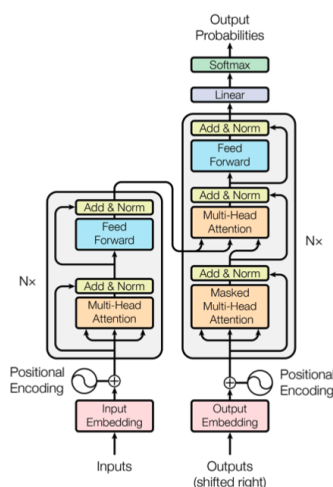 Output
Probabilities
Softmax
Linear
Add & Norm
Feed
Forward
Add & Norm
Multi-Head
Attention
Add & Norm
Masked
Multi-Head
Attention
Nx
Add & Norm
Feed
Forward
Add & Norm
Multi-Head
Attention
Nx
Positional
Encoding
Positional
Encoding
Input
Embedding
Output
Embedding
Inputs
Outputs
(shifted right)